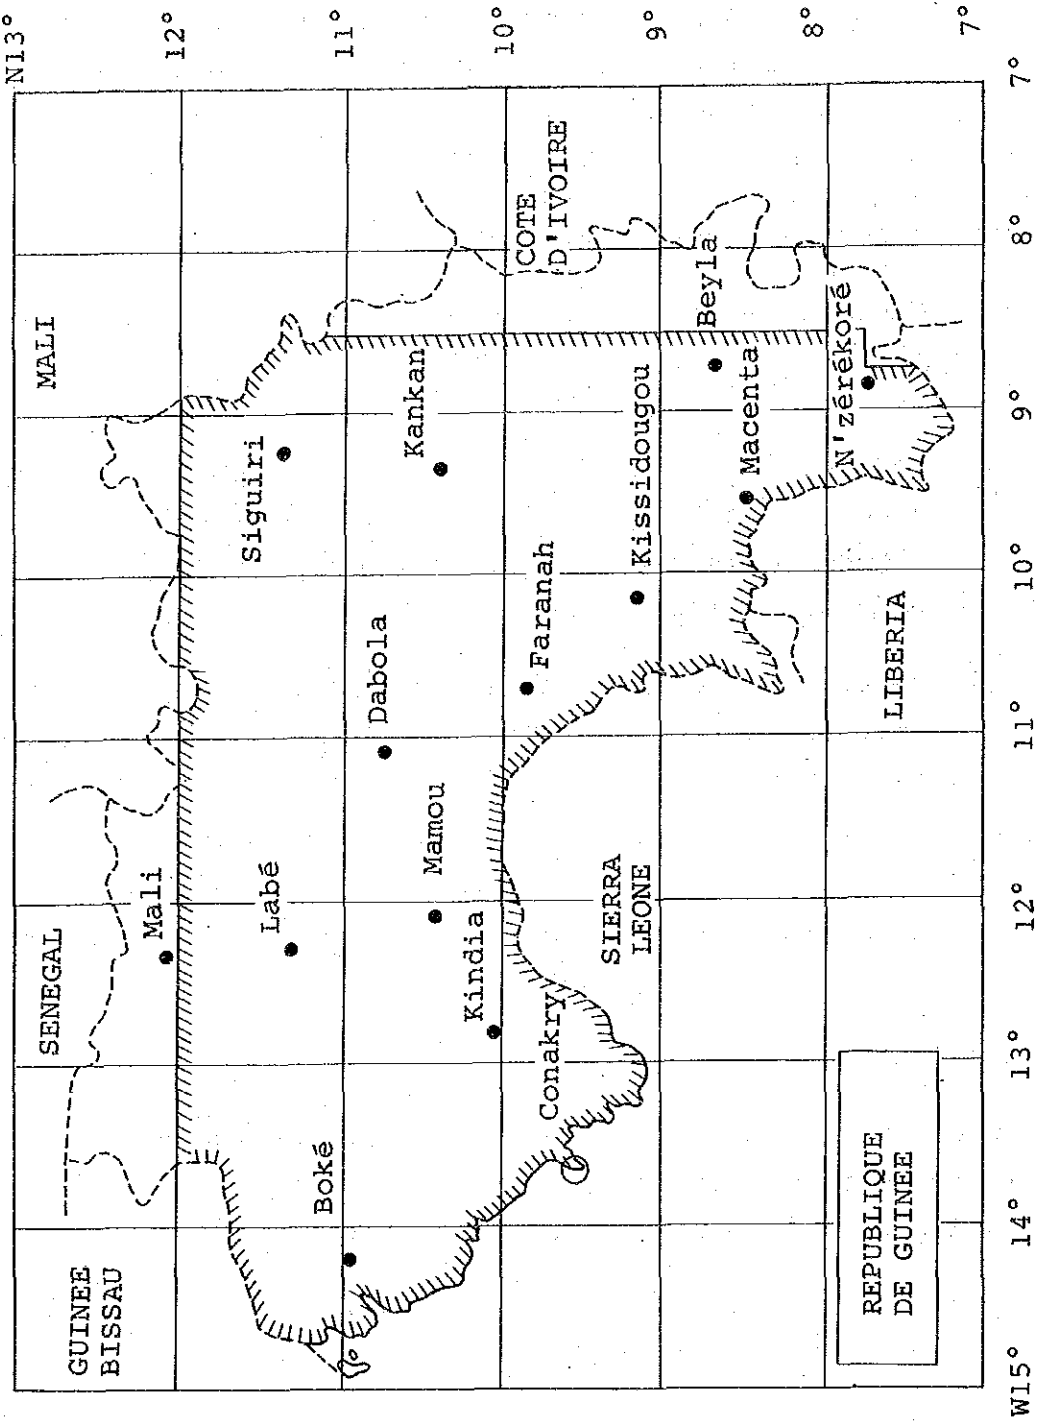 N13°
12°
11°
10°
9°
8°
7°
GUINEE
BISSAU
SENEGAL
MALI
Mali
Siguiri
Labé
Boké
Dabola
Kankan
Mamou
Kindia
Faranah
COTE
D'IVOIRE
Conakry
SIERRA
LEONE
Kissidougou
Beyla
Macenta
N'zérékoré
LIBERIA
REPUBLIQUE
DE GUINEE
W15°
14°
13°
12°
11°
10°
9°
8°
7°